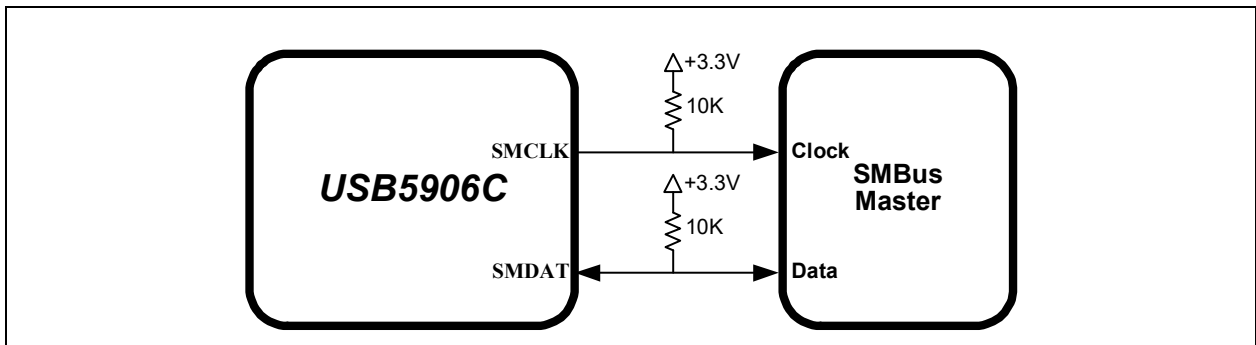 +3.3V
10K
SMCLK
Clock
USB5906C
SMBus
Master
+3.3V
10K
SMDAT
Data